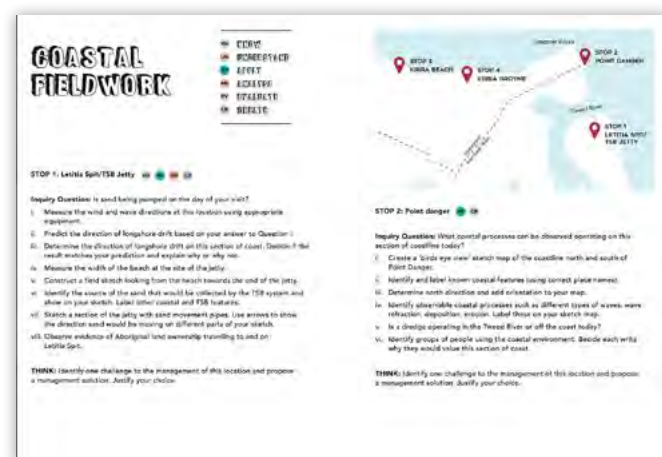 COASTAL
FIELDWORK
KNOW
UNDERSTAND
APPLY
ANALYSE
EVALUATE
CREATE
STOP 1: Letitia Spit/TSB Jetty
Inquiry Question: Is sand being pumped on the day of your visit?
i. Measure the wind and wave directions at this location using appropriate
equipment.
ii. Predict the direction of longshore drift based on your answer to Question i.
iii. Determine the direction of longshore drift on this section of coast. Decide if the
result matches your prediction and explain why or why not.
iv. Measure the width of the beach at the site of the jetty.
v. Construct a field sketch looking from the beach towards the end of the jetty.
vi. Identify the source of the sand that would be collected by the TSB system and
show on your sketch. Label other coastal and TSB features.
vii. Sketch a section of the jetty with sand movement pipes. Use arrows to show
the direction sand would be moving on different parts of your sketch.
viii. Observe evidence of Aboriginal land ownership travelling to and on
Letitia Spit.
THINK: Identify one challenge to the management of this location and propose
a management solution. Justify your choice.
STOP 3
KIRRA BEACH
STOP 4
KIRRA GROYNE
STOP 2
POINT DANGER
Tweed River
STOP 1
LETITIA SPIT/
TSB JETTY
STOP 2: Point danger
Inquiry Question: What coastal processes can be observed operating on this
section of coastline today?
i. Create a 'birds eye view' sketch map of the coastline north and south of
Point Danger.
ii. Identify and label known coastal features (using correct place names).
iii. Determine north direction and add orientation to your map.
iv. Identify observable coastal processes such as different types of waves, wave
refraction, deposition, erosion. Label these on your sketch map.
v. Is a dredge operating in the Tweed River or off the coast today?
vi. Identify groups of people using the coastal environment. Beside each write
why they would value this section of coast.
THINK: Identify one challenge to the management of this location and propose
a management solution. Justify your choice.